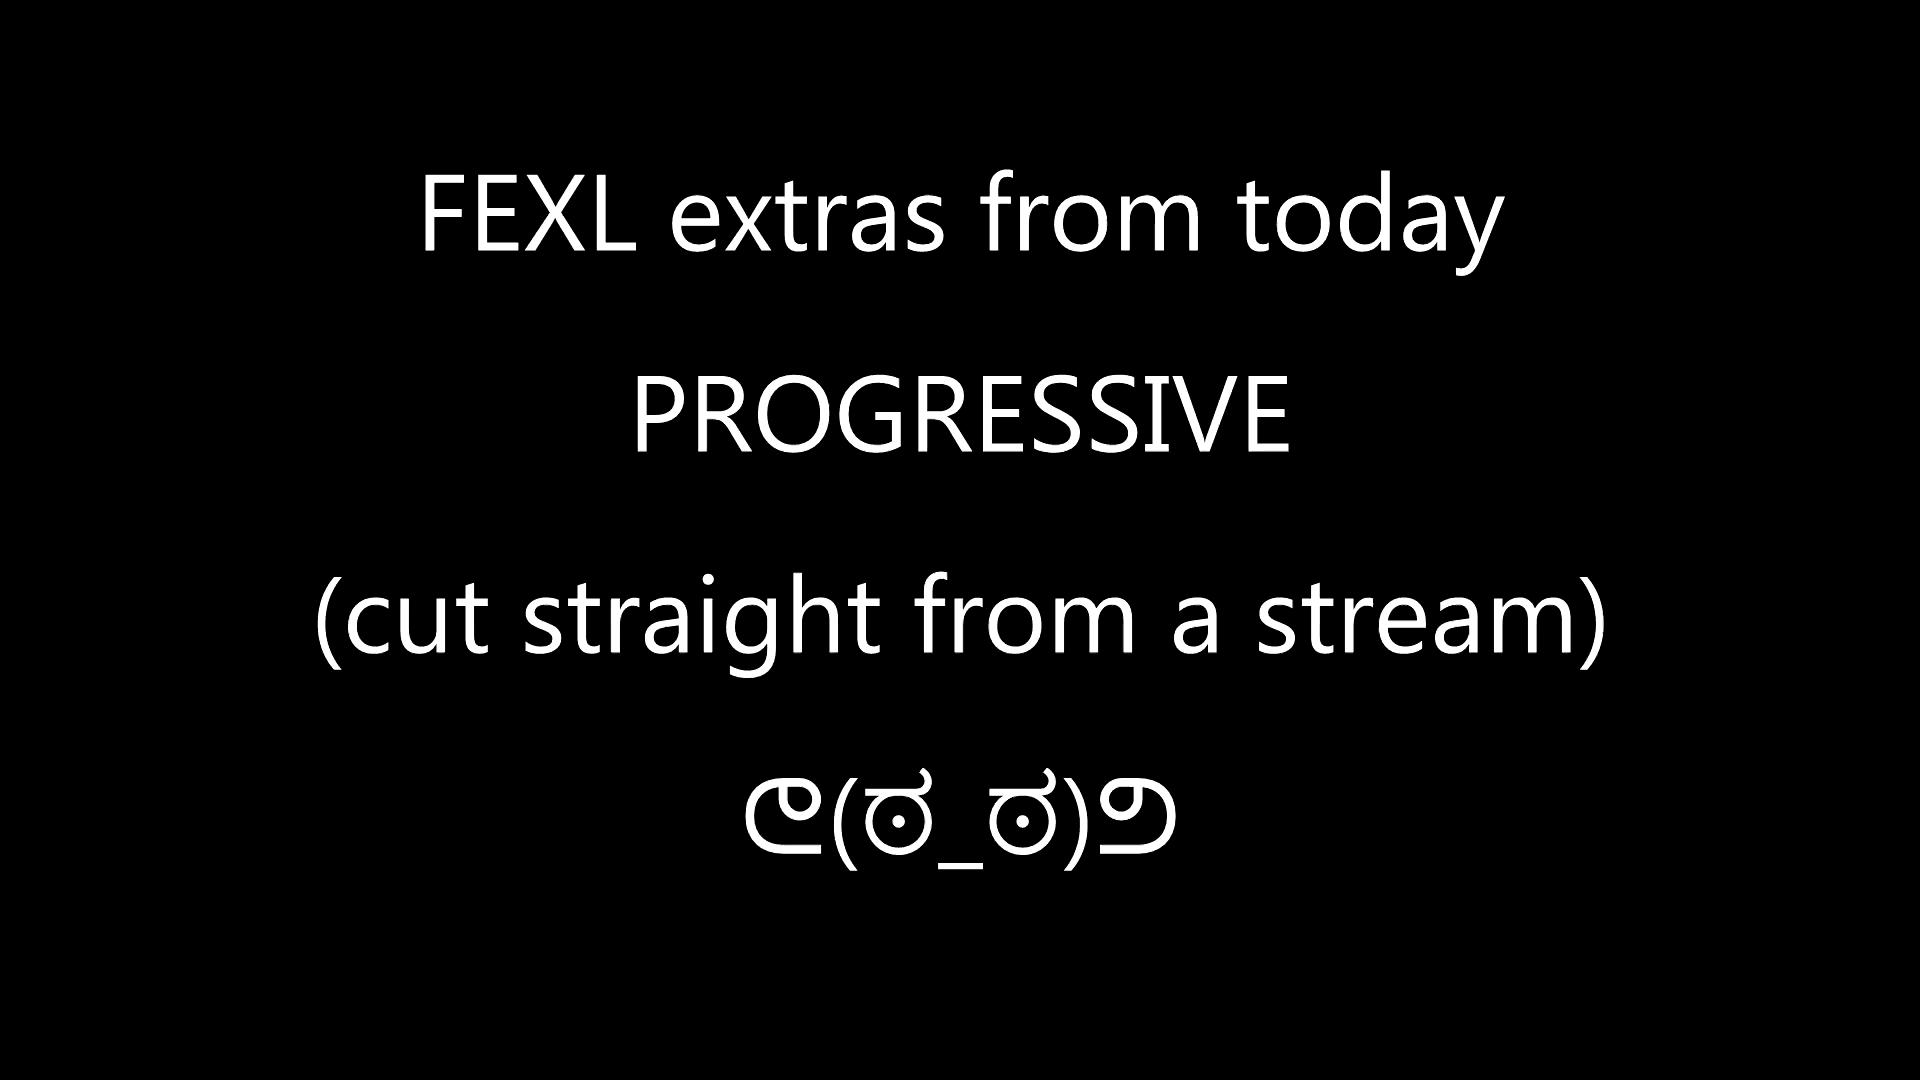 FEXL extras from today
PROGRESSIVE
(cut straight from a stream)
ᕦ(ಠ_ಠ)ᕤ